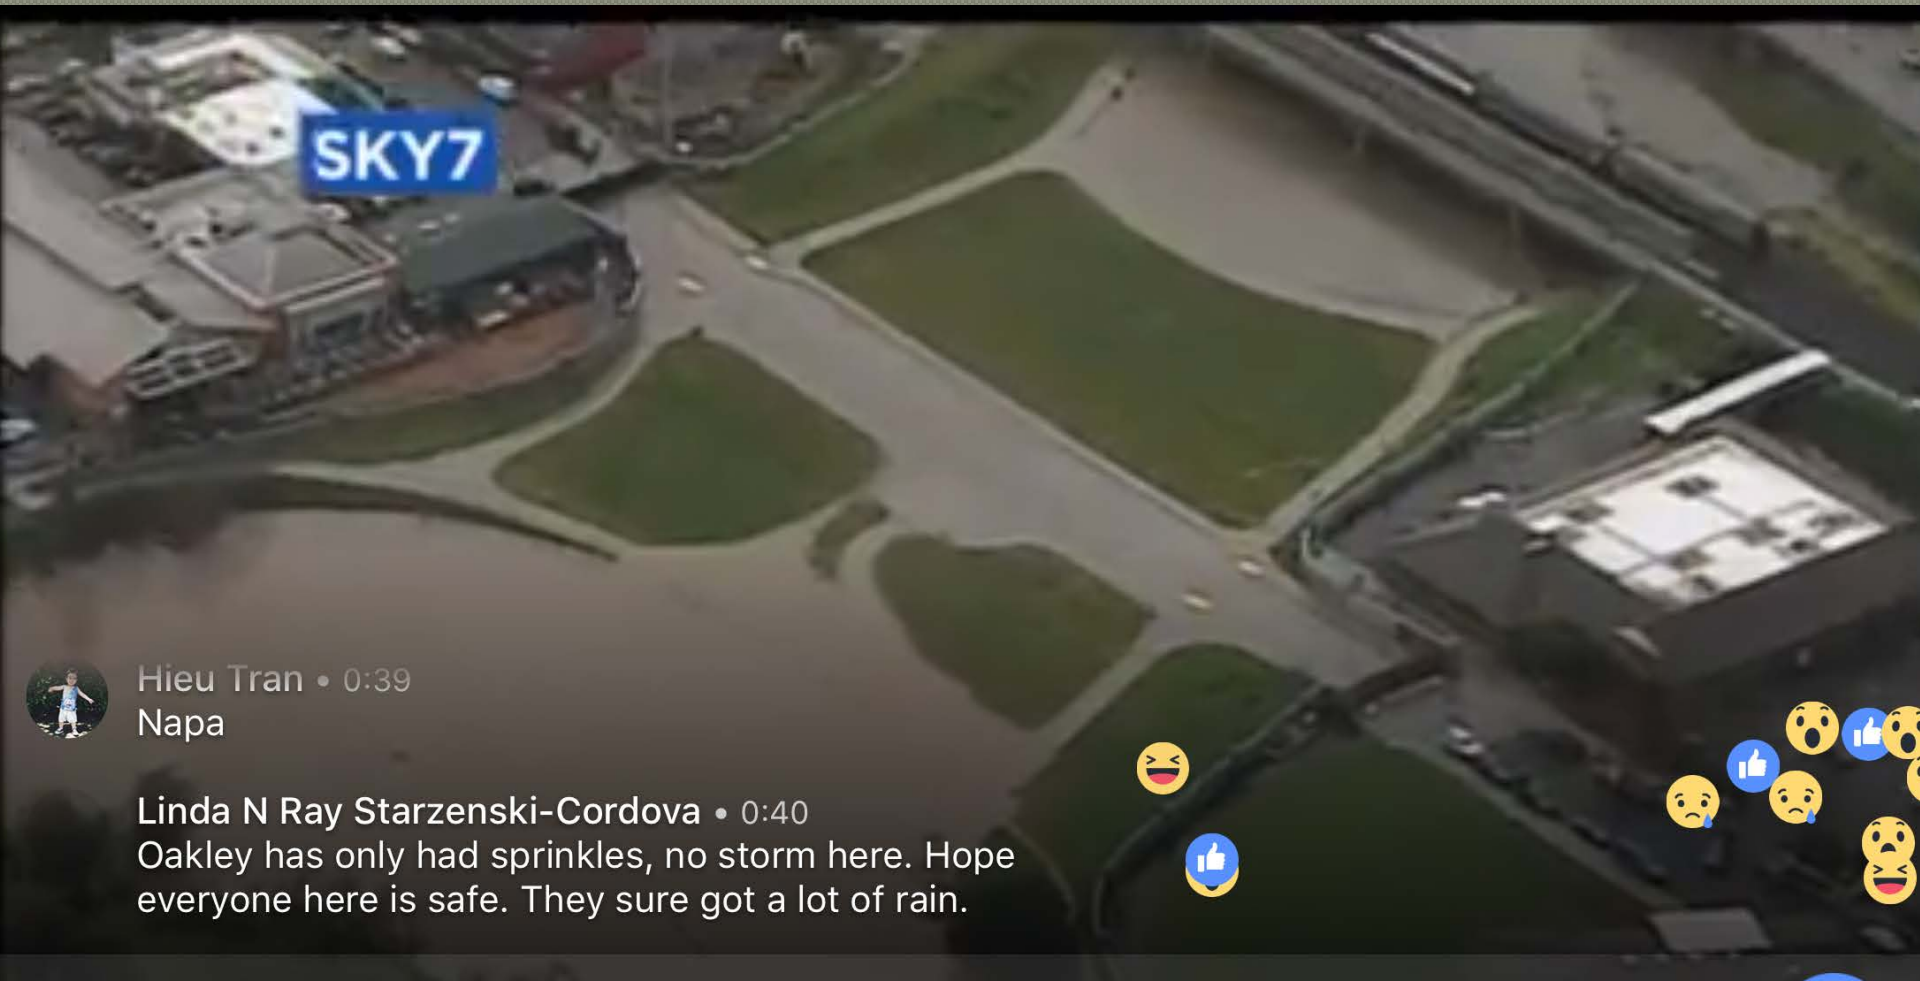 SKY7
Hieu Tran • 0:39
Napa
Linda N Ray Starzenski-Cordova • 0:40
Oakley has only had sprinkles, no storm here. Hope
everyone here is safe. They sure got a lot of rain.